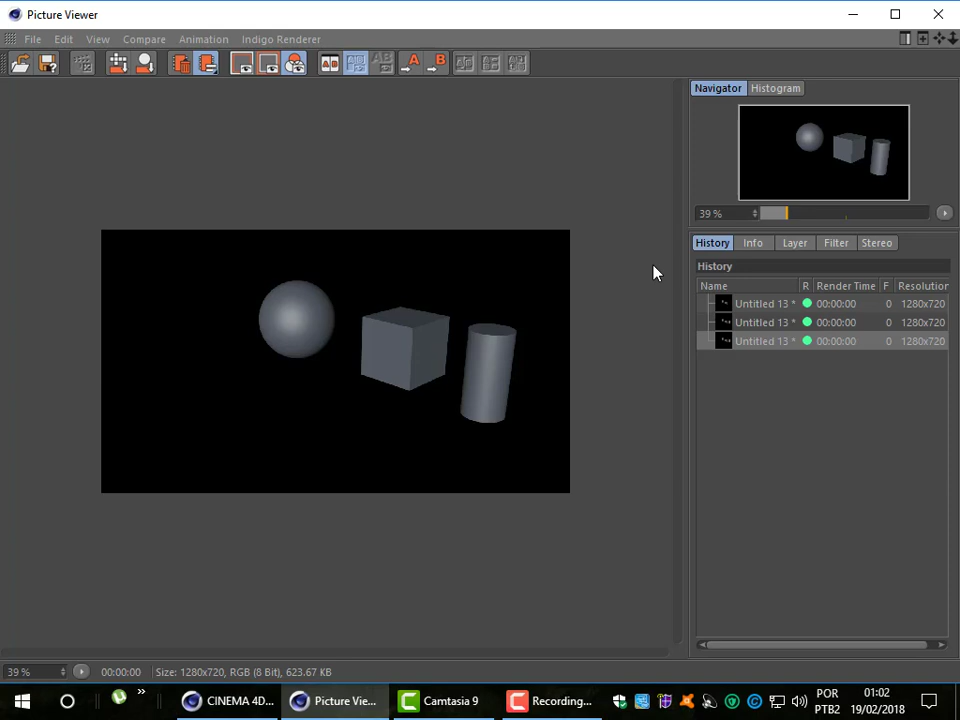 Picture Viewer
File Edit View Compare Animation Indigo Renderer
Navigator Histogram
39 %
History Info Layer Filter Stereo
History
Name R Render Time F Resolution
Untitled 13 * 00:00:00 0 1280x720
Untitled 13 * 00:00:00 0 1280x720
Untitled 13 * 00:00:00 0 1280x720
39 % 00:00:00 Size: 1280x720, RGB (8 Bit), 623.67 KB
CINEMA 4D... Picture Vie... Camtasia 9 Recording... POR PTB2 01:02 19/02/2018